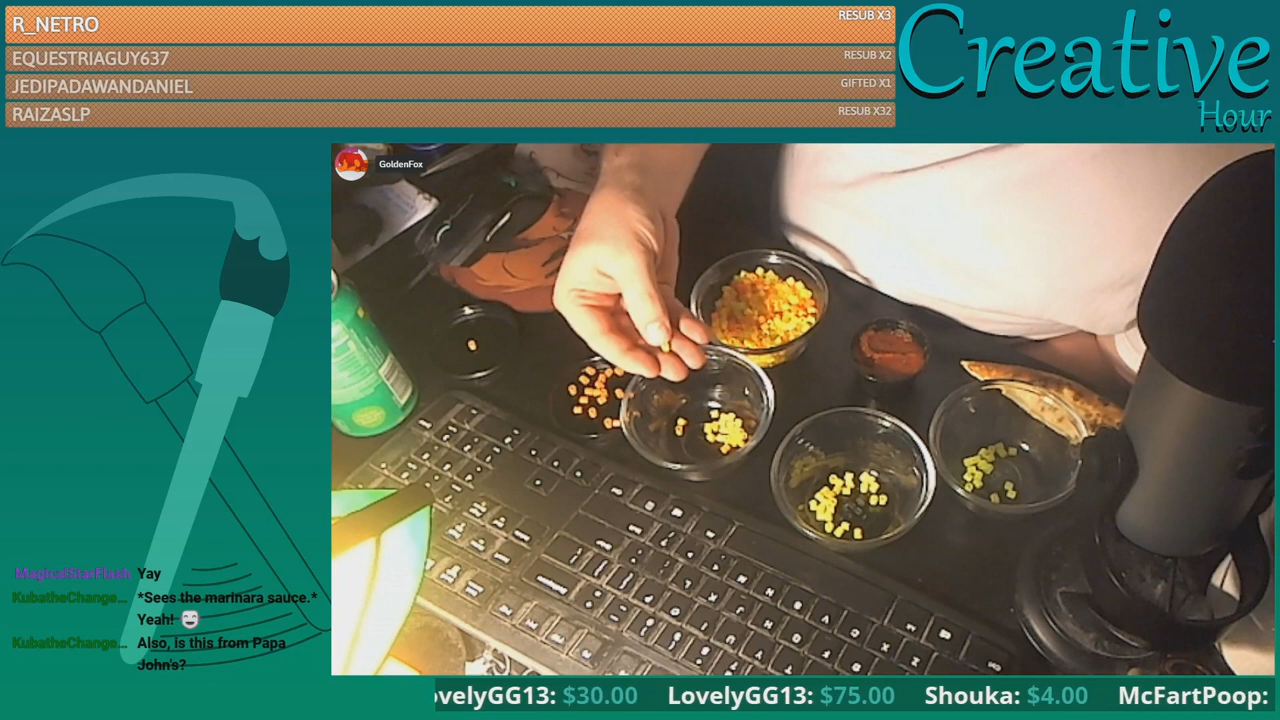 R_NETRO
RESUB X3
EQUESTRIAGUY637
RESUB X2
JEDIPADAWANDANIEL
GIFTED X1
RAIZASLP
RESUB X32
Creative
Hour
GoldenFox
MagicalStarFlash Yay
KubatheChange... *Sees the marinara sauce.*
Yeah!
KubatheChange... Also, is this from Papa
John's?
ovelyGG13: $30.00 LovelyGG13: $75.00 Shouka: $4.00 McFartPoop: